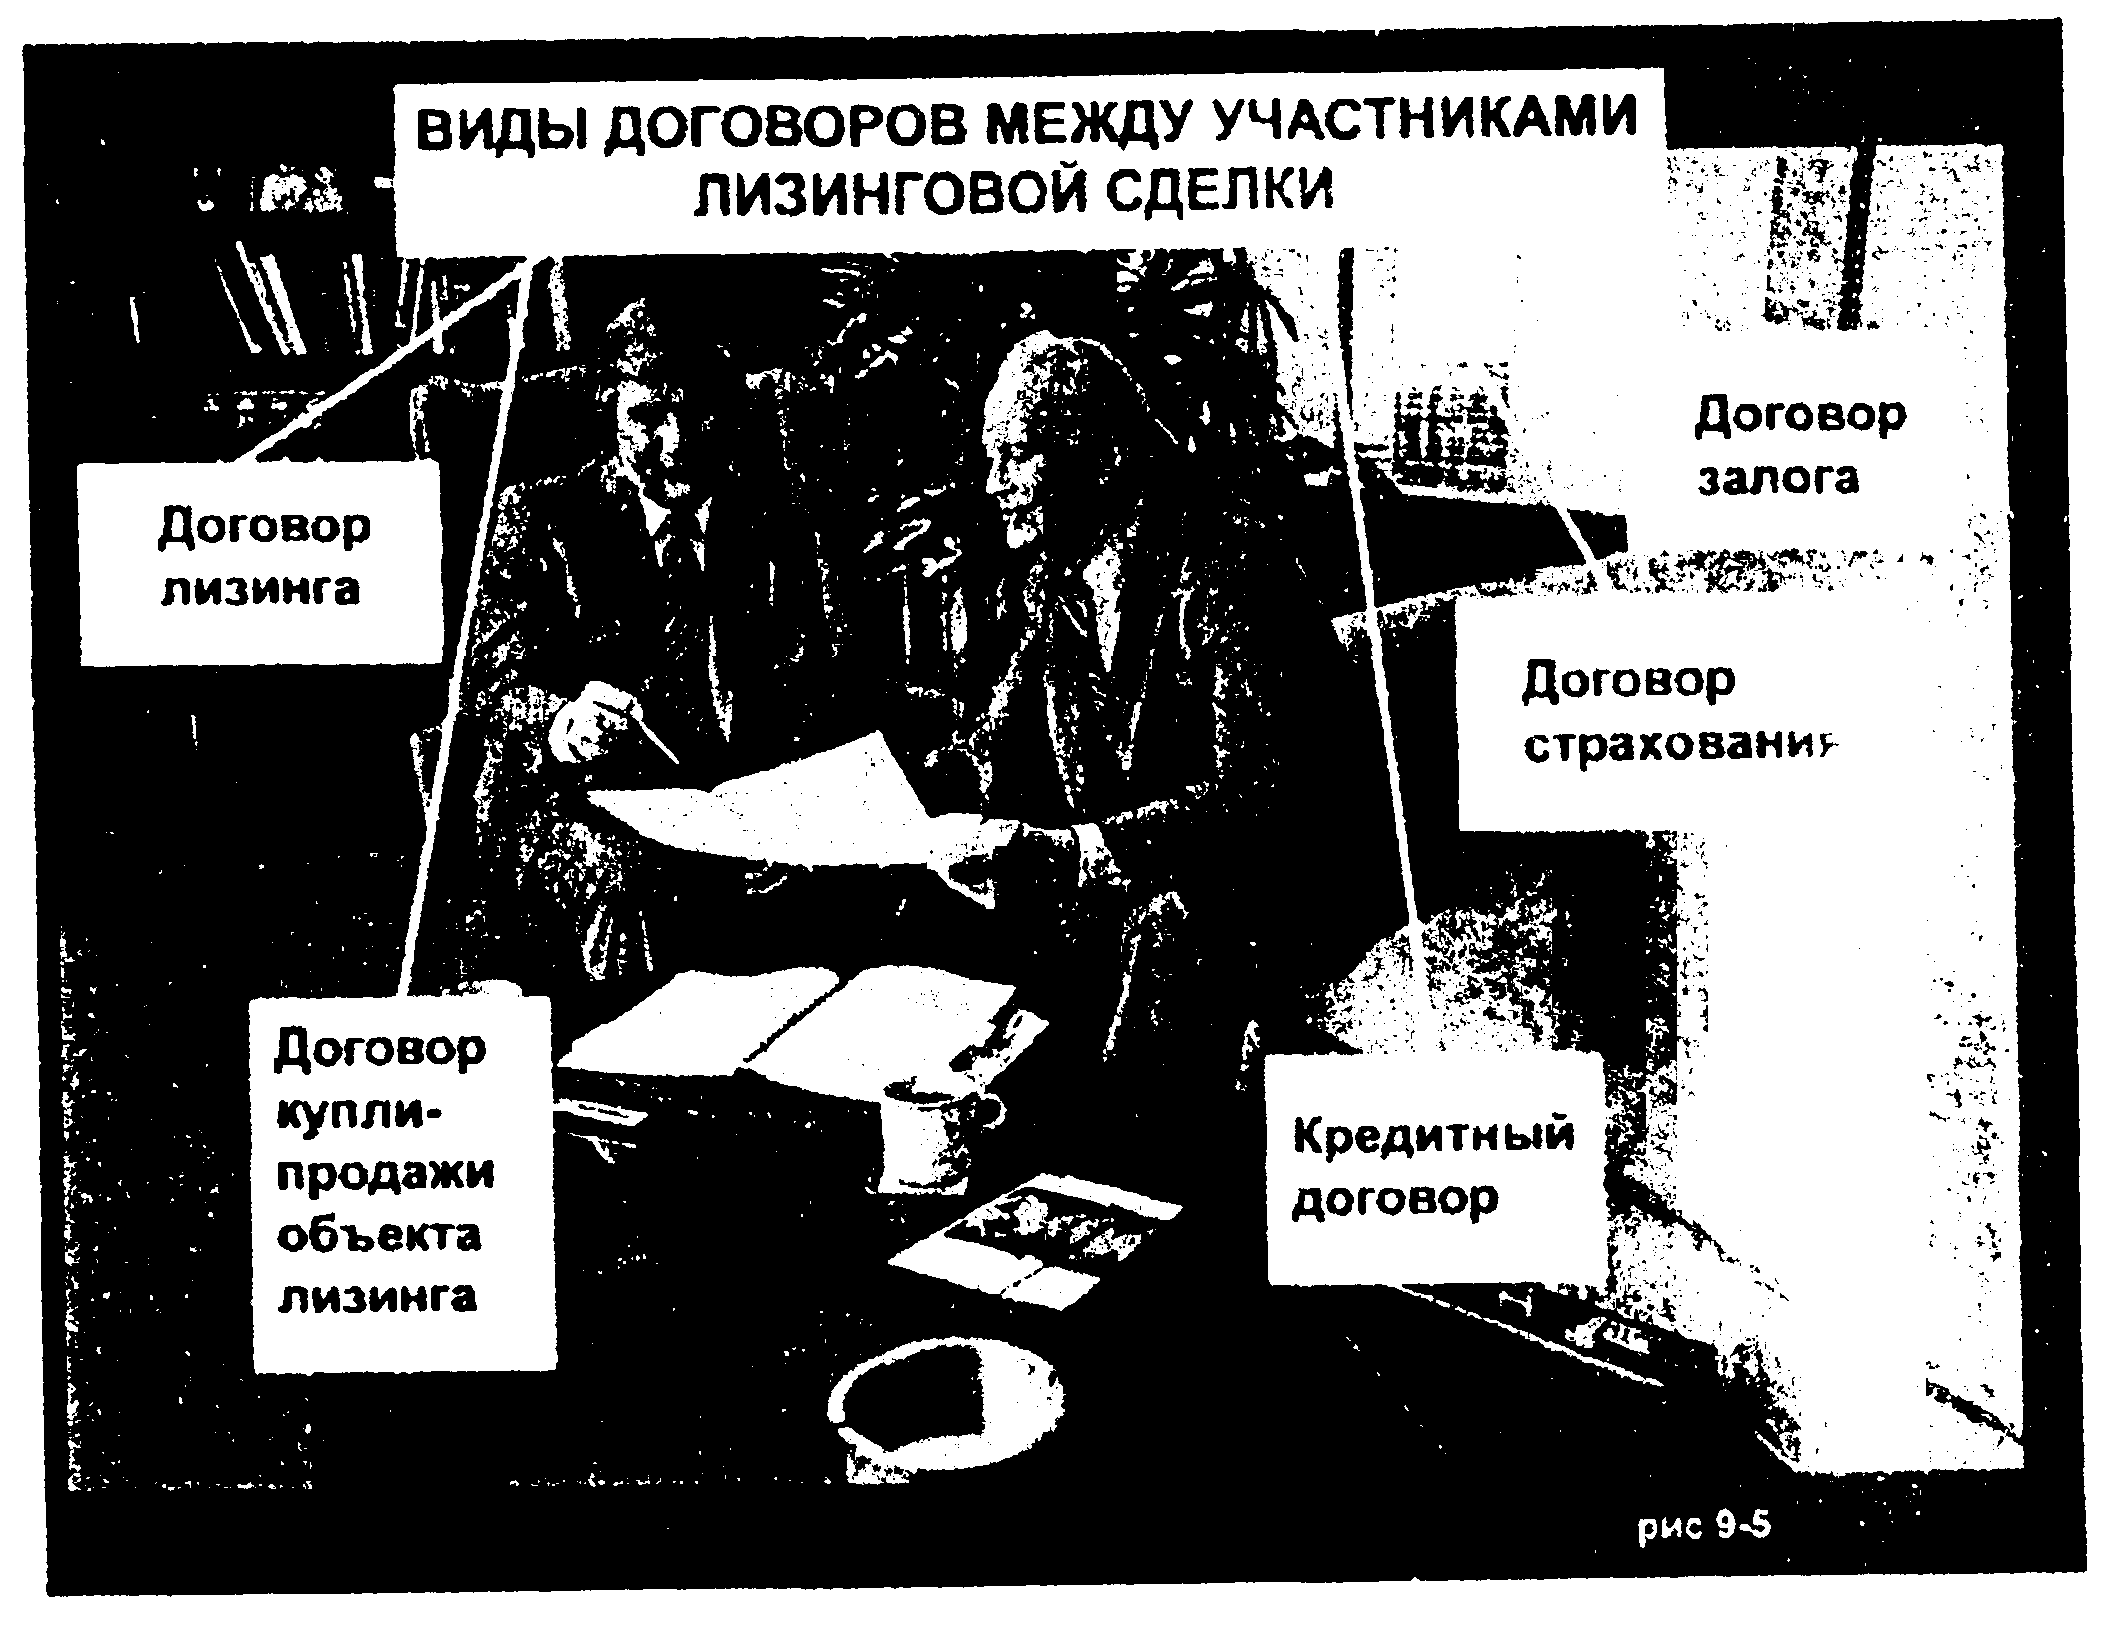 ВИДЫ ДОГОВОРОВ МЕЖДУ УЧАСТНИКАМИ
ЛИЗИНГОВОЙ СДЕЛКИ
Договор
лизинга
Договор
купли-
продажи
объекта
лизинга
Договор
залога
Договор
страхования
Кредитный
договор
рис 9-5